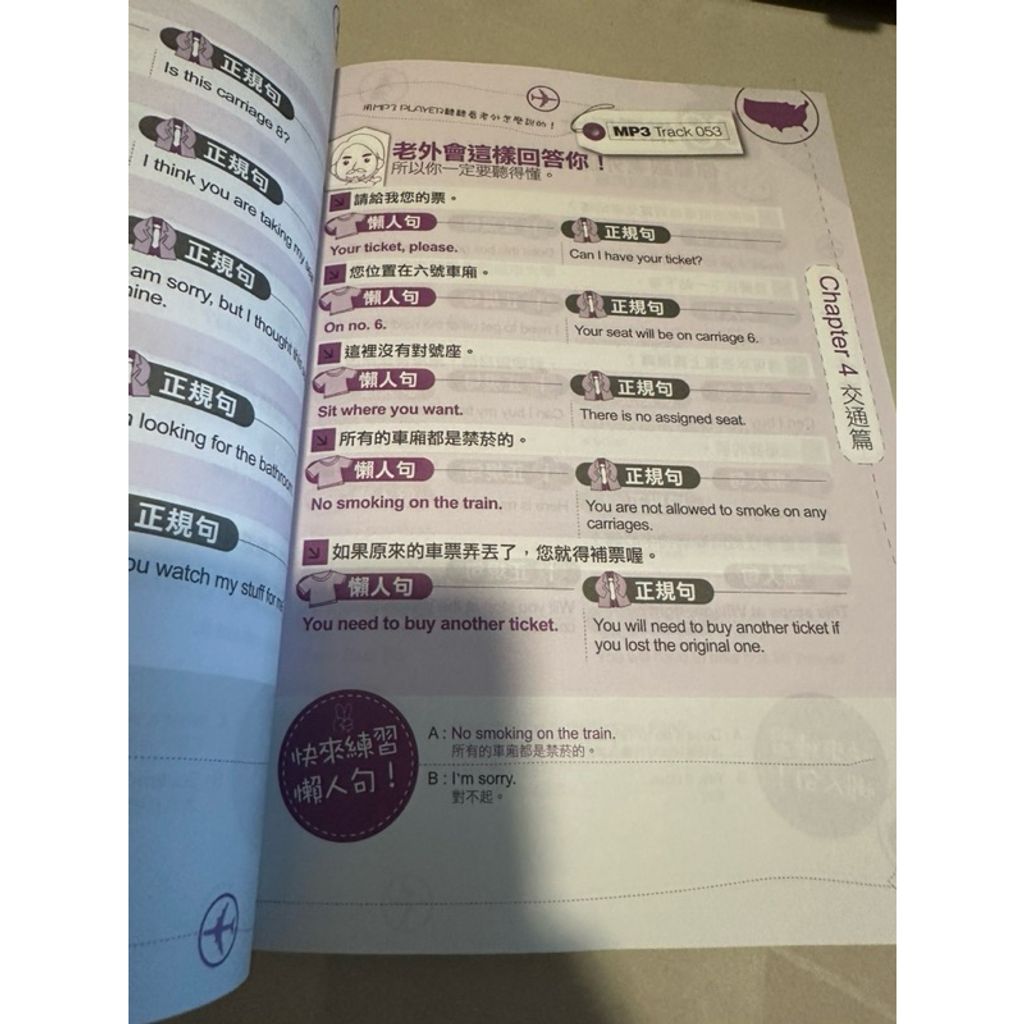 正規句
Is this carriage 8?
正規句
I think you are taking my
正規句
am sorry, but I thought
mine.
正規句
looking for the bathroom
正規句
you watch my stuff for me
用MP3 PLAYER聽聽看老外怎麼說的！
MP3 Track 053
老外會這樣回答你！
所以你一定要聽得懂。
請給我您的票。
懶人句 正規句
Your ticket, please. Can I have your ticket?
您位置在六號車廂。
懶人句 正規句
On no. 6. Your seat will be on carriage 6.
這裡沒有對號座。
懶人句 正規句
Sit where you want. There is no assigned seat.
所有的車廂都是禁菸的。
懶人句 正規句
No smoking on the train. You are not allowed to smoke on any
carriages.
如果原來的車票弄丟了，您就得補票喔。
懶人句 正規句
You need to buy another ticket. You will need to buy another ticket if
you lost the original one.
Chapter 4 交通篇
快來練習
懶人句！
A : No smoking on the train.
所有的車廂都是禁菸的。
B : I'm sorry.
對不起。